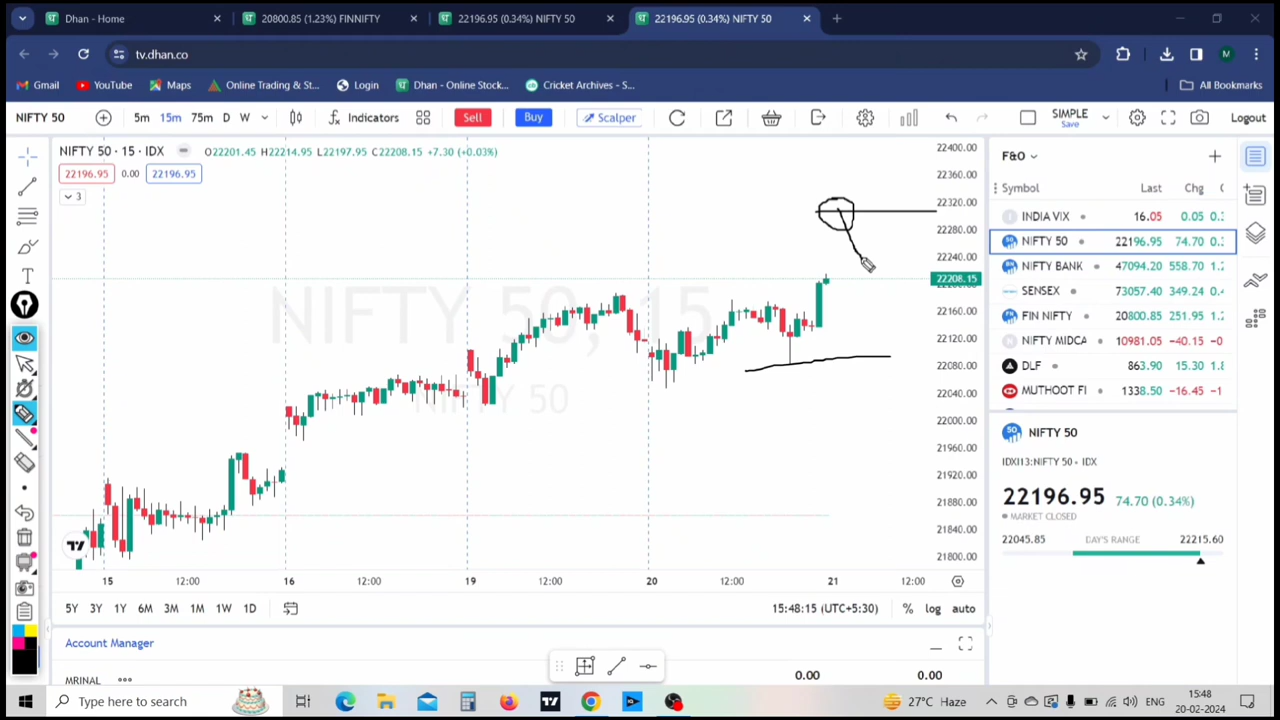 Dhan - Home
20800.85 (1.23%) FINNIFTY
22196.95 (0.34%) NIFTY 50
22196.95 (0.34%) NIFTY 50
tv.dhan.co
M
Gmail YouTube Maps Online Trading & St... Login Dhan - Online Stock... Cricket Archives - S... All Bookmarks
NIFTY 50 5m 15m 75m D W Indicators Sell Buy Scalper SIMPLE Save Logout
NIFTY 50 · 15 · IDX O22201.45 H22214.95 L22197.95 C22208.15 +7.30 (+0.03%)
22196.95 0.00 22196.95
3
NIFTY 50, 15
NIFTY 50
22400.00
22360.00
22320.00
22280.00
22240.00
22208.15
22160.00
22120.00
22080.00
22040.00
22000.00
21960.00
21920.00
21880.00
21840.00
21800.00
15 12:00 16 12:00 19 12:00 20 12:00 21 12:00
5Y 3Y 1Y 6M 3M 1M 1W 1D 15:48:15 (UTC+5:30) % log auto
Account Manager
MRINAL 0.00 0.00
F&O
Symbol Last Chg
INDIA VIX 16.05 0.05
NIFTY 50 22196.95 74.70
NIFTY BANK 47094.20 558.70
SENSEX 73057.40 349.24
FIN NIFTY 20800.85 251.95
NIFTY MIDCA 10981.05 -40.15
DLF 863.90 15.30
MUTHOOT FI 1338.50 -16.45
50 NIFTY 50
IDX113:NIFTY 50 • IDX
22196.95 74.70 (0.34%)
MARKET CLOSED
22045.85 DAY'S RANGE 22215.60
Type here to search 27°C Haze ENG 15:48
20-02-2024